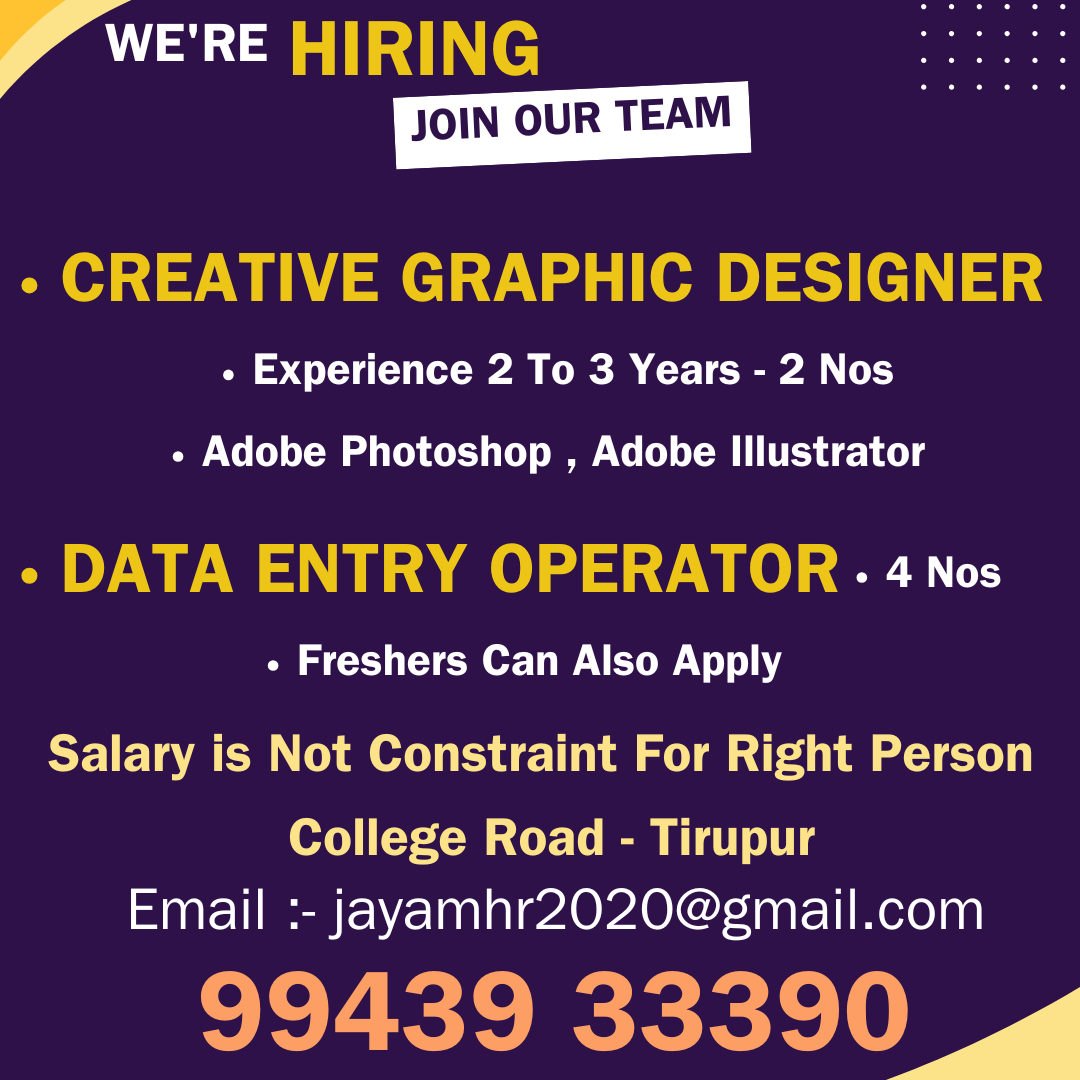 WE'RE HIRING
JOIN OUR TEAM
• CREATIVE GRAPHIC DESIGNER
• Experience 2 To 3 Years - 2 Nos
• Adobe Photoshop , Adobe Illustrator
• DATA ENTRY OPERATOR • 4 Nos
• Freshers Can Also Apply
Salary is Not Constraint For Right Person
College Road - Tirupur
Email :- jayamhr2020@gmail.com
99439 33390